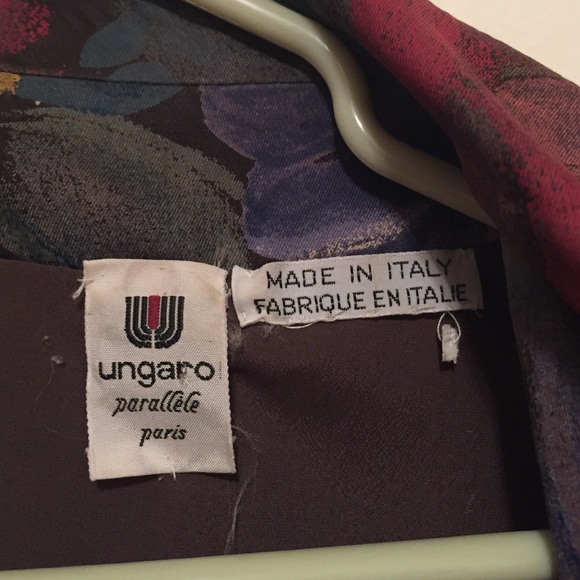 ungaro
parallèle
paris
MADE IN ITALY
FABRIQUE EN ITALIE